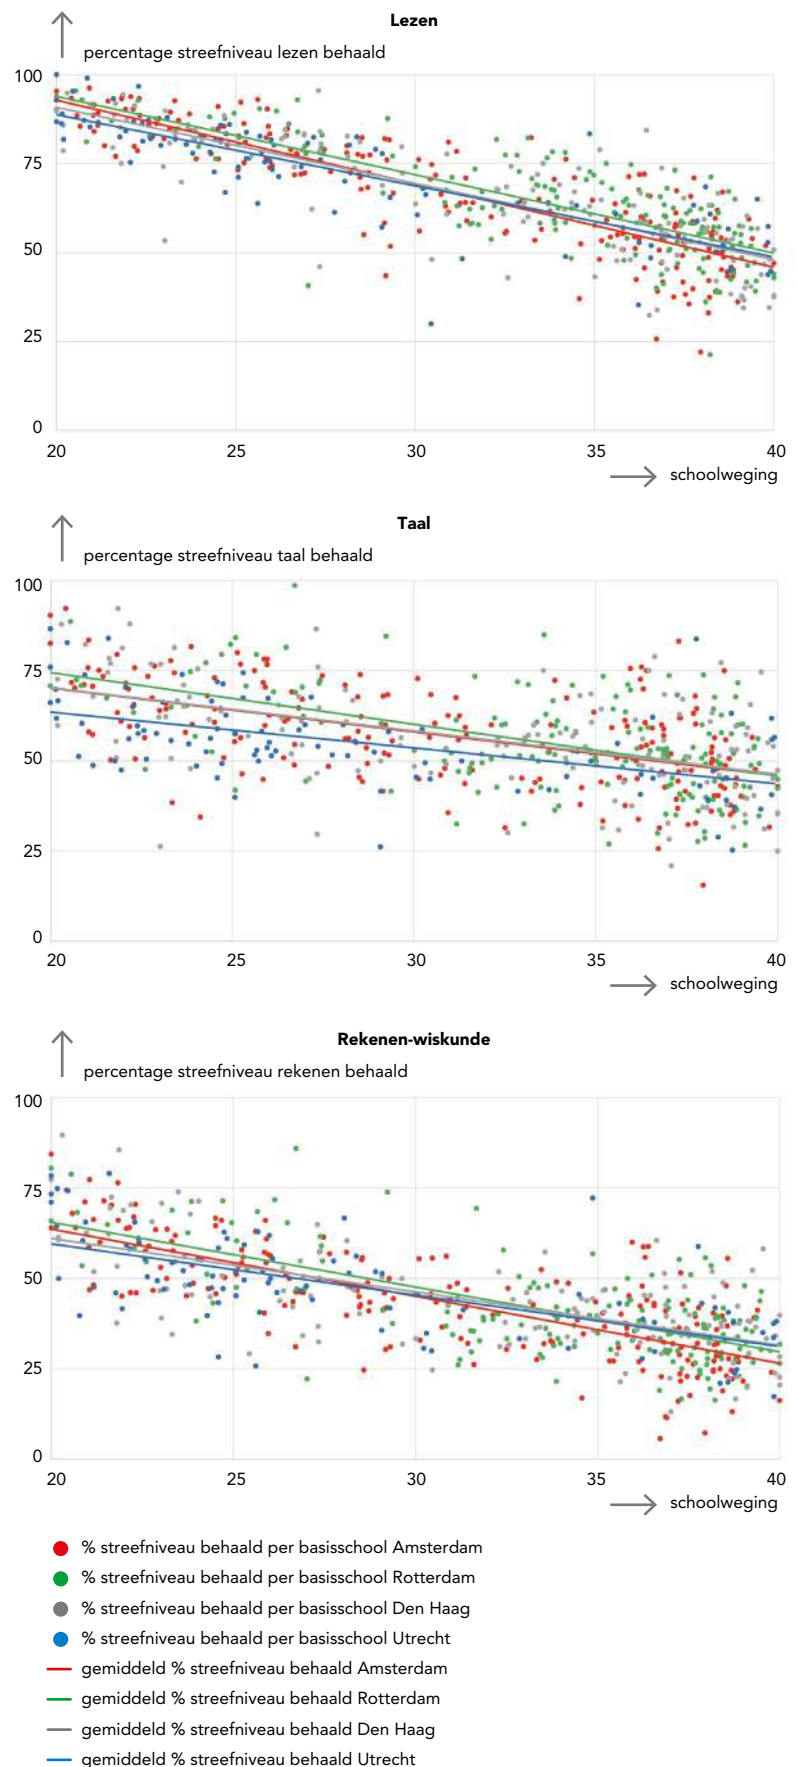 Lezen
percentage streefniveau lezen behaald
100
75
50
25
0
20 25 30 35 40
schoolweging
Taal
percentage streefniveau taal behaald
100
75
50
25
0
20 25 30 35 40
schoolweging
Rekenen-wiskunde
percentage streefniveau rekenen behaald
100
75
50
25
0
20 25 30 35 40
schoolweging
% streefniveau behaald per basisschool Amsterdam
% streefniveau behaald per basisschool Rotterdam
% streefniveau behaald per basisschool Den Haag
% streefniveau behaald per basisschool Utrecht
gemiddeld % streefniveau behaald Amsterdam
gemiddeld % streefniveau behaald Rotterdam
gemiddeld % streefniveau behaald Den Haag
gemiddeld % streefniveau behaald Utrecht